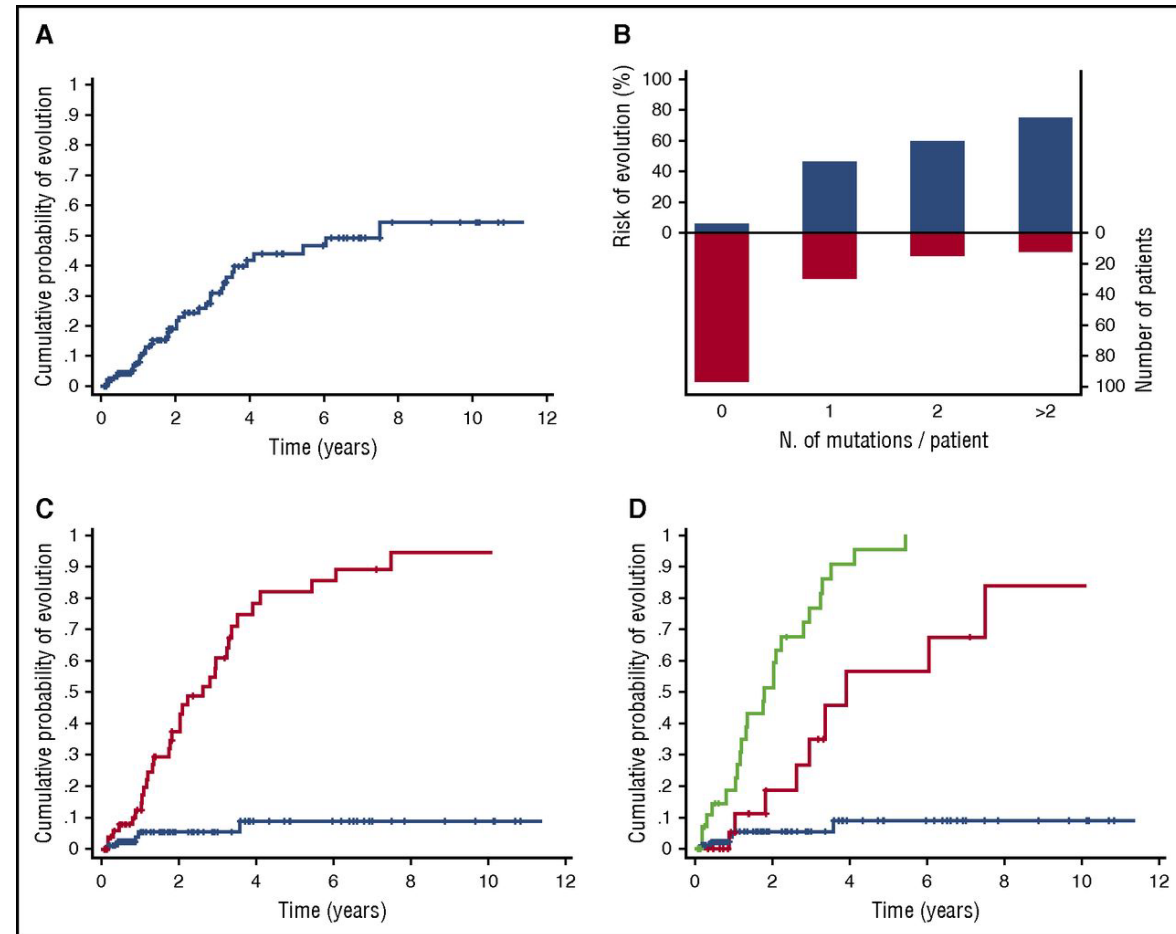 A
Cumulative probability of evolution
1
.9
.8
.7
.6
.5
.4
.3
.2
.1
0
0 2 4 6 8 10 12
Time (years)
B
Risk of evolution (%)
100
80
60
40
20
0
0
20
40
60
80
100
Number of patients
0 1 2 >2
N. of mutations / patient
C
Cumulative probability of evolution
1
.9
.8
.7
.6
.5
.4
.3
.2
.1
0
0 2 4 6 8 10 12
Time (years)
D
Cumulative probability of evolution
1
.9
.8
.7
.6
.5
.4
.3
.2
.1
0
0 2 4 6 8 10 12
Time (years)